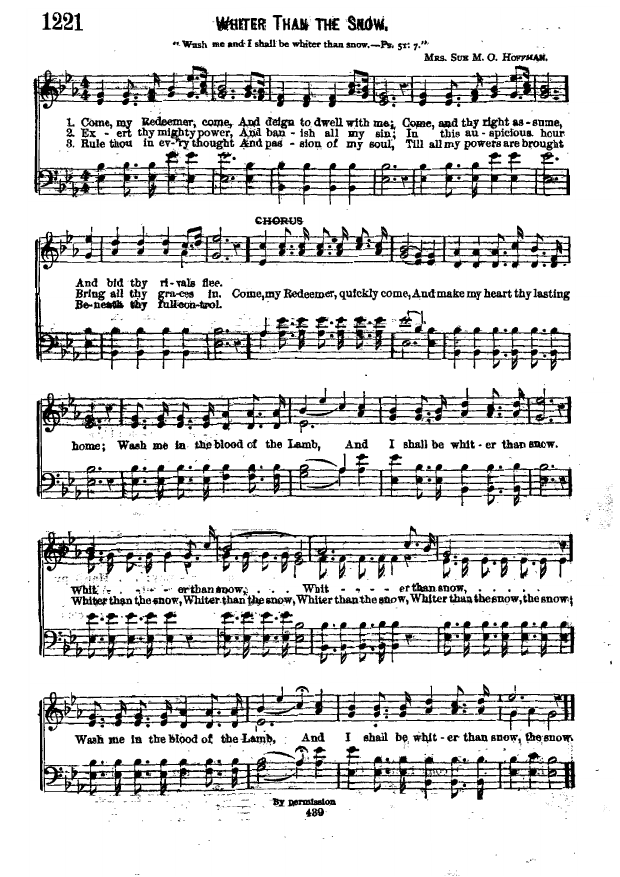 1221
WHITER THAN THE SNOW.
"Wash me and I shall be whiter than snow.—Ps. 51: 7."
MRS. SUE M. O. HOFFMAN.
1. Come, my Redeemer, come, And deign to dwell with me; Come, and thy right as-sume,
2. Ex - ert thy mighty power, And ban - ish all my sin; In this au - spicious hour
3. Rule thou in ev-'ry thought And pas - sion of my soul, Till all my powers are brought
CHORUS
And bid thy ri-vals flee.
Bring all thy gra-ces in. Come, my Redeemer, quickly come, And make my heart thy lasting
Be-neath thy full con-trol.
home; Wash me in the blood of the Lamb, And I shall be whit - er than snow.
Whit - - - - - er than snow, Whit - - - - er than snow, . . . . .
Whiter than the snow, Whiter than the snow, Whiter than the snow, Whiter than the snow, the snow;
Wash me in the blood of the Lamb, And I shall be whit - er than snow, the snow.
By permission
439